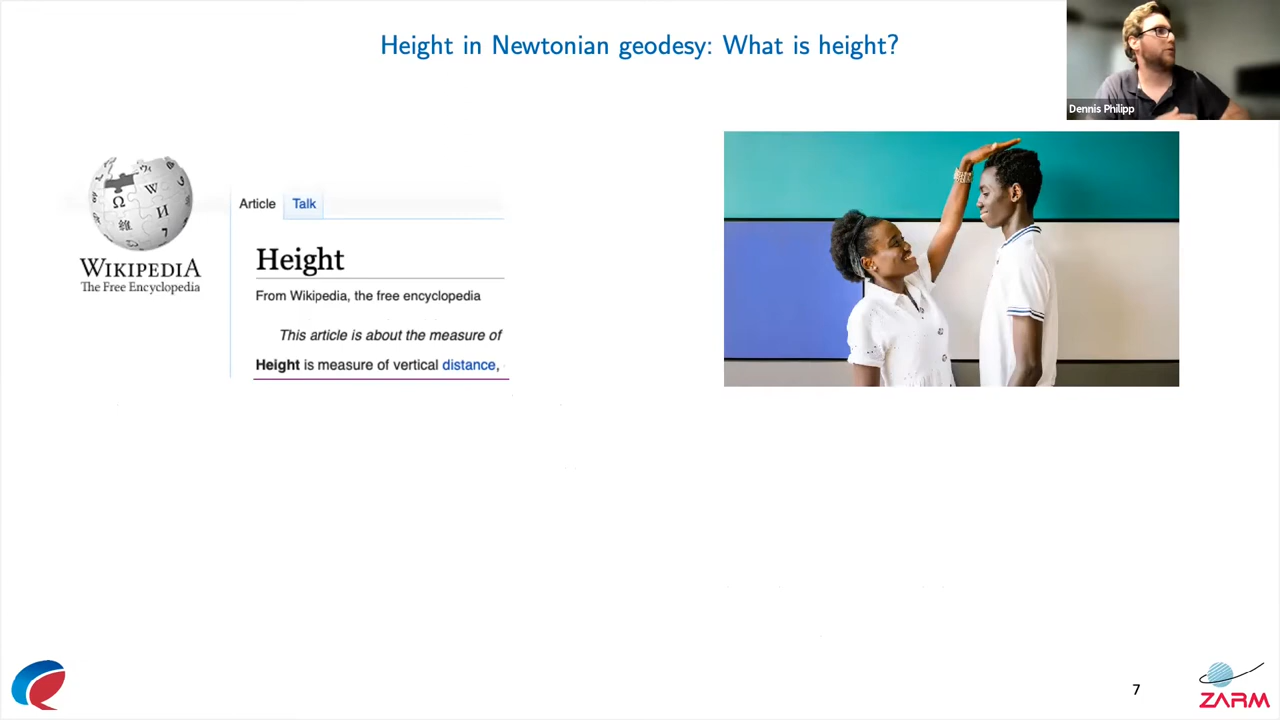 Height in Newtonian geodesy: What is height?
Dennis Philipp
Ω
W
И
7
WIKIPEDIA
The Free Encyclopedia
Article Talk
Height
From Wikipedia, the free encyclopedia
This article is about the measure of
Height is measure of vertical distance,
7
ZARM